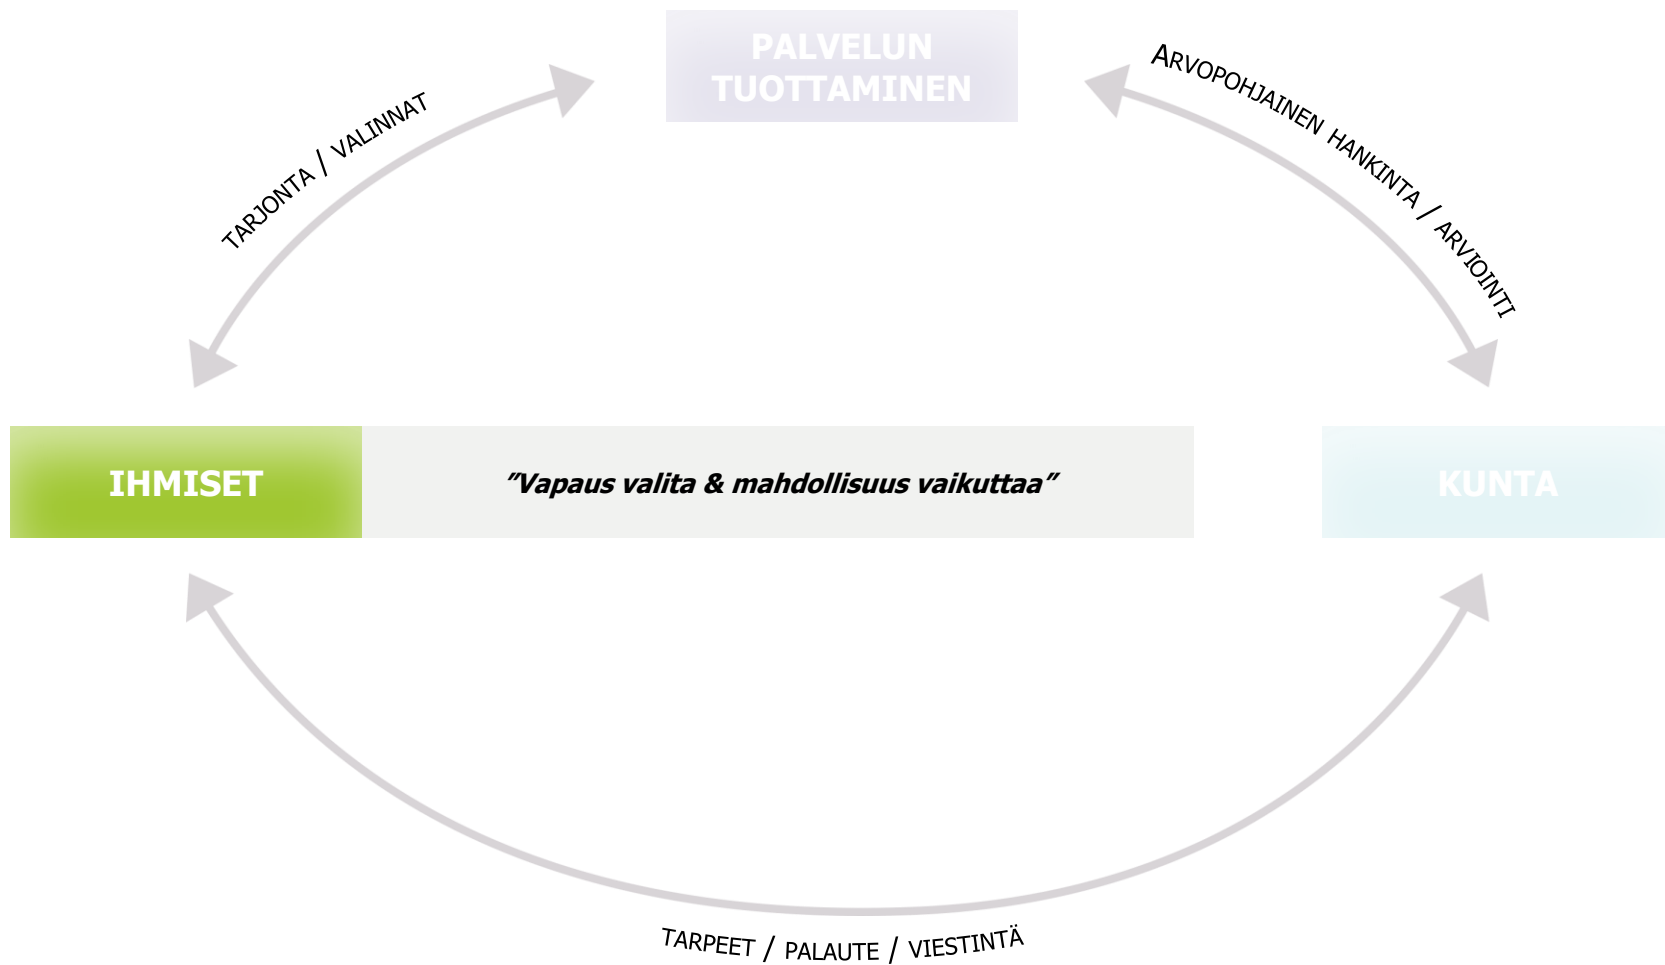 PALVELUN
TUOTTAMINEN
TARJONTA / VALINNAT
ARVOPOHJAINEN HANKINTA / ARVIOINTI
IHMISET
”Vapaus valita & mahdollisuus vaikuttaa”
KUNTA
TARPEET / PALAUTE / VIESTINTÄ